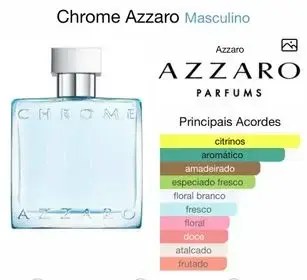 Chrome Azzaro Masculino
Azzaro
AZZARO
PARFUMS
Principais Acordes
citrinos
aromático
amadeirado
especiado fresco
floral branco
fresco
floral
doce
atalcado
frutado
CHROME
AZZARO